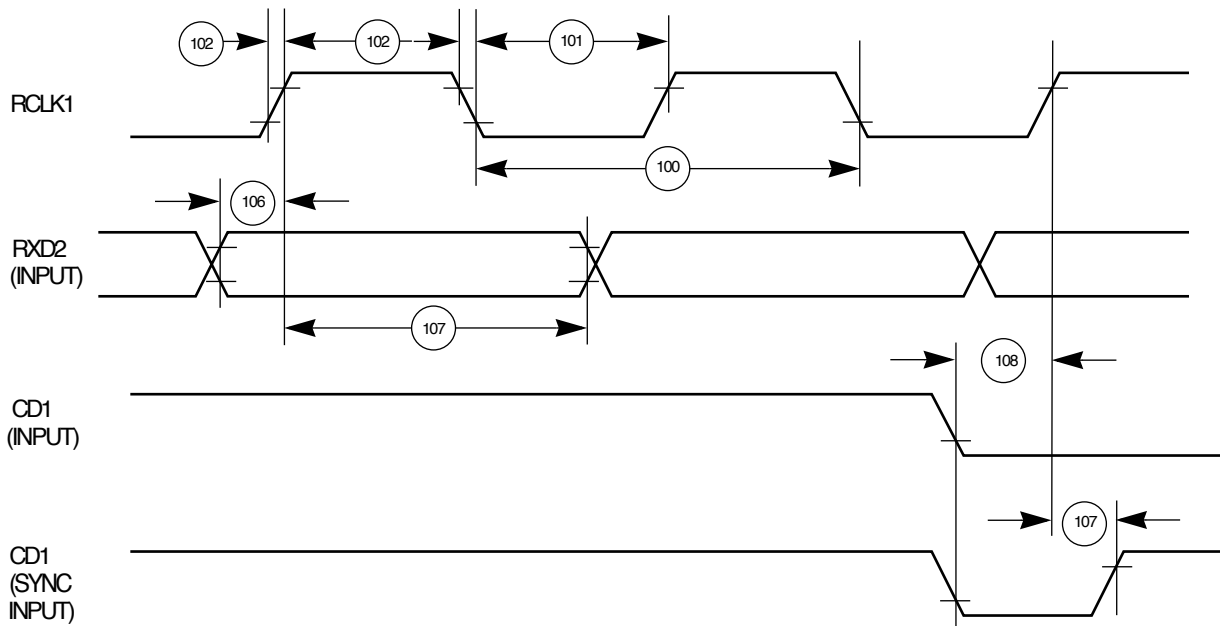 102
102
101
RCLK1
100
106
RXD2
(INPUT)
107
108
CD1
(INPUT)
107
CD1
(SYNC
INPUT)